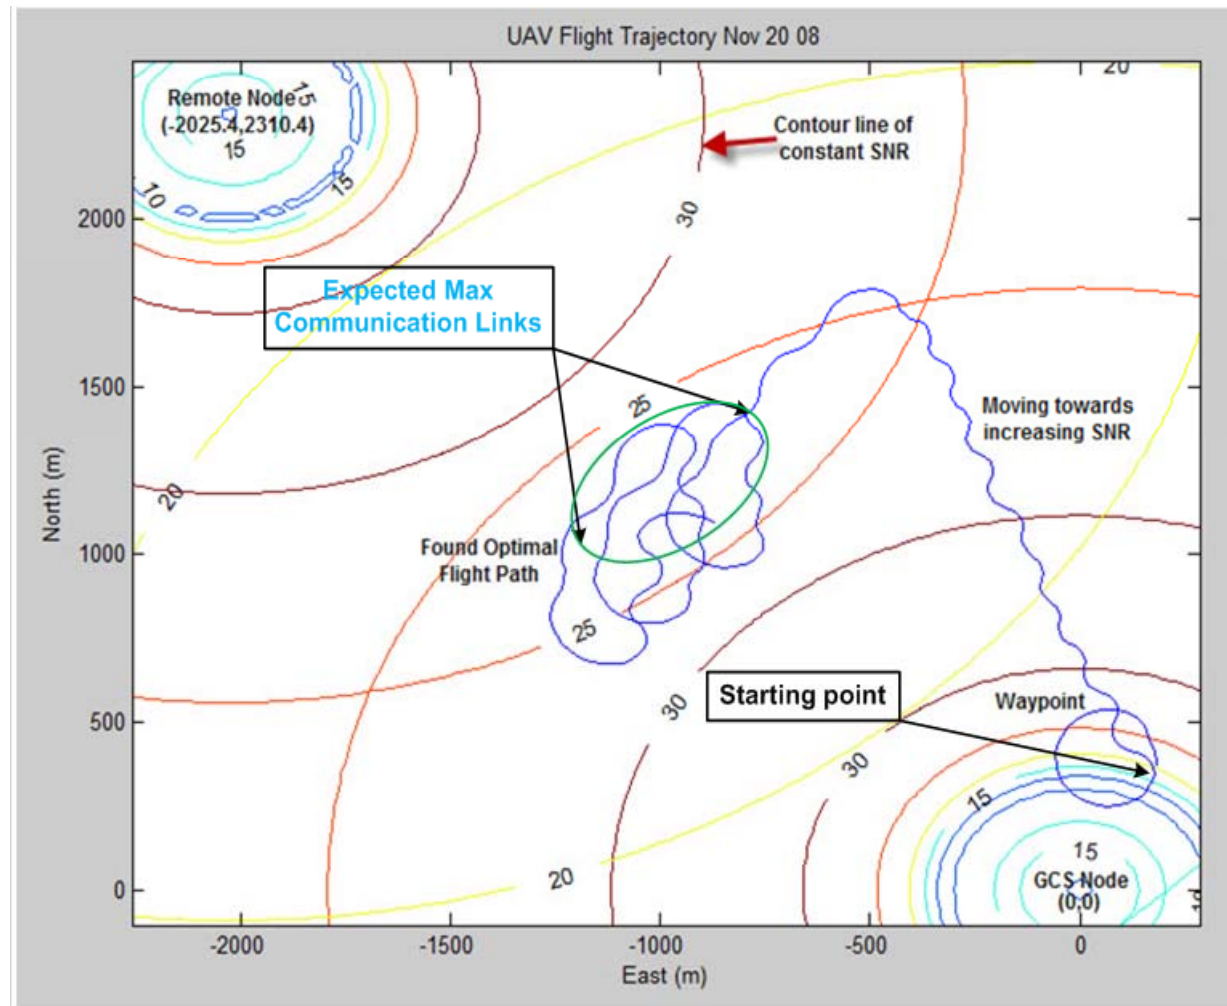 UAV Flight Trajectory Nov 20 08
20
Remote Node
(-2025.4,2310.4)
15
15
15
10
Contour line of
constant SNR
30
2000
Expected Max
Communication Links
1500
25
Moving towards
increasing SNR
20
North (m)
1000
Found Optimal
Flight Path
25
30
Starting point
Waypoint
500
30
15
15
20
GCS Node
(0,0)
0
-2000
-1500
-1000
-500
0
East (m)